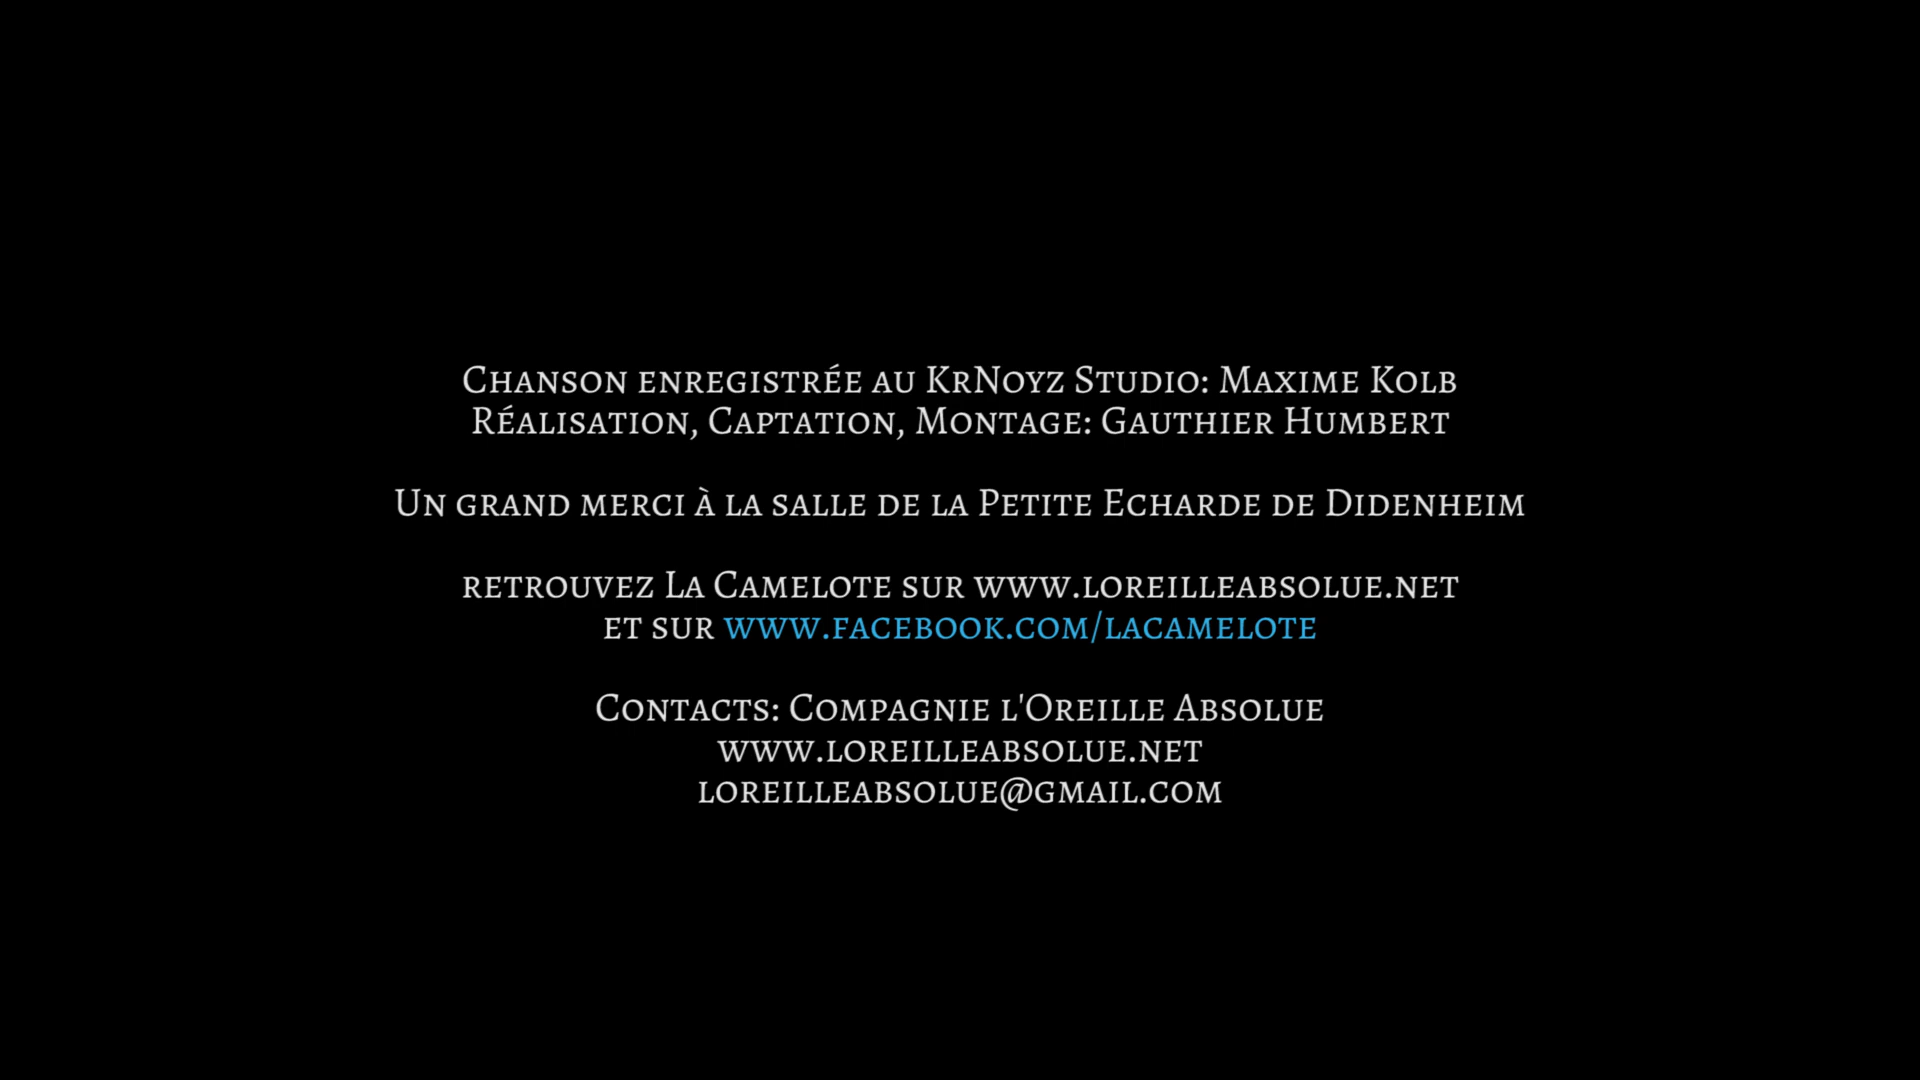 Chanson enregistrée au KrNoyz Studio: Maxime Kolb
Réalisation, Captation, Montage: Gauthier Humbert
Un grand merci à la salle de la Petite Echarde de Didenheim
retrouvez La Camelote sur www.loreilleabsolue.net
et sur www.facebook.com/lacamelote
Contacts: Compagnie l'Oreille Absolue
www.loreilleabsolue.net
loreilleabsolue@gmail.com